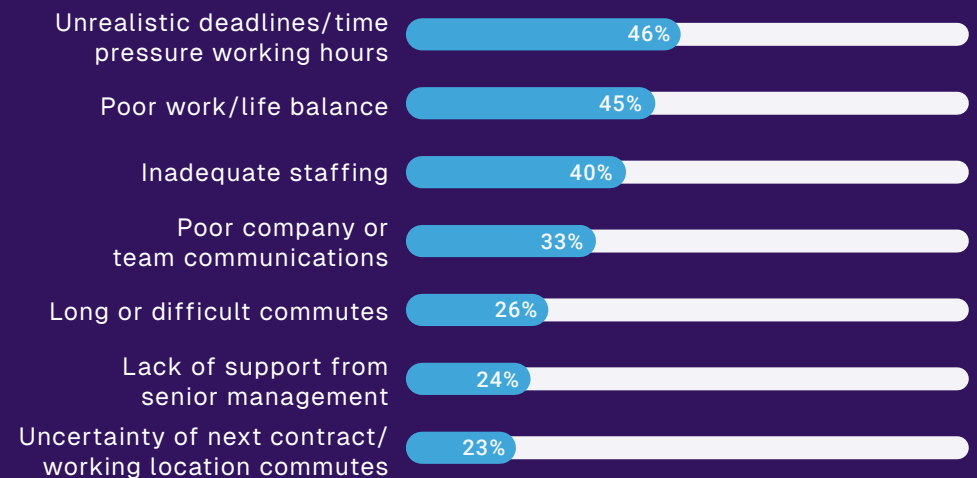 Unrealistic deadlines/time
pressure working hours
46%
Poor work/life balance
45%
Inadequate staffing
40%
Poor company or
team communications
33%
Long or difficult commutes
26%
Lack of support from
senior management
24%
Uncertainty of next contract/
working location commutes
23%